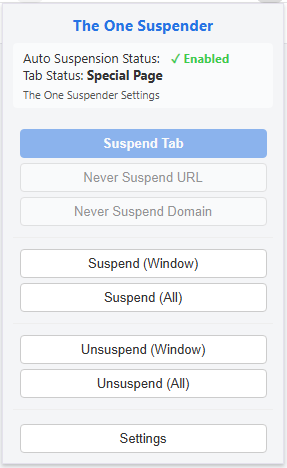 The One Suspender
Auto Suspension Status: ✓ Enabled
Tab Status: Special Page
The One Suspender Settings
Suspend Tab
Never Suspend URL
Never Suspend Domain
Suspend (Window)
Suspend (All)
Unsuspend (Window)
Unsuspend (All)
Settings